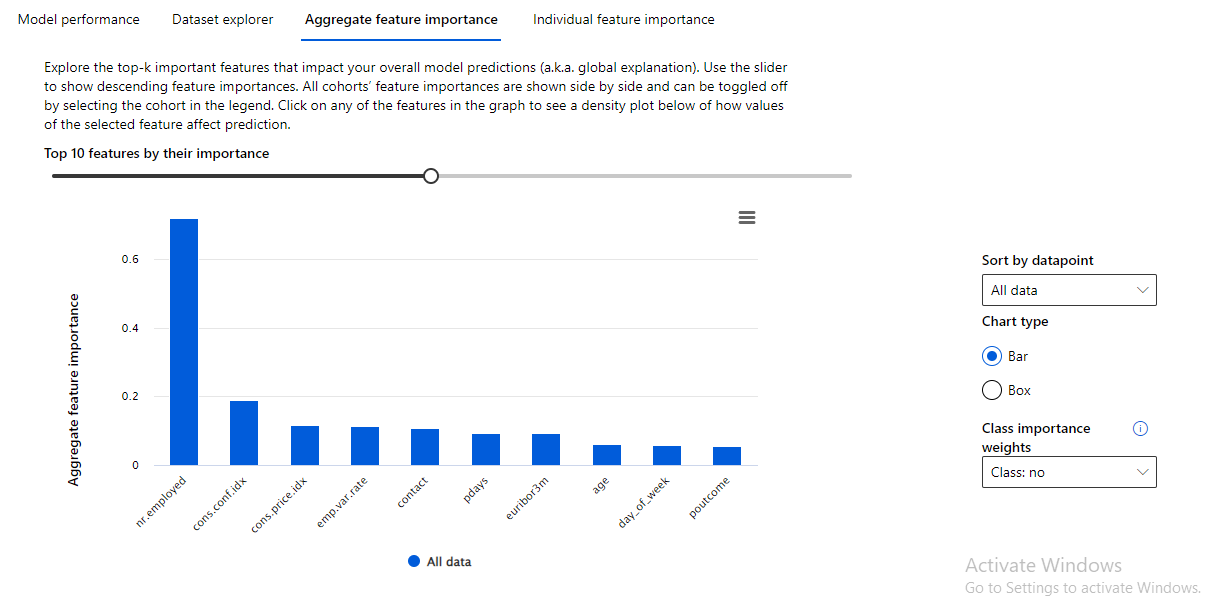 Model performance Dataset explorer Aggregate feature importance Individual feature importance
Explore the top-k important features that impact your overall model predictions (a.k.a. global explanation). Use the slider
to show descending feature importances. All cohorts' feature importances are shown side by side and can be toggled off
by selecting the cohort in the legend. Click on any of the features in the graph to see a density plot below of how values
of the selected feature affect prediction.
Top 10 features by their importance
Aggregate feature importance
0.6
0.4
0.2
0
nr.employed
cons.conf.idx
cons.price.idx
emp.var.rate
contact
pdays
euribor3m
age
day_of_week
poutcome
All data
Sort by datapoint
All data
Chart type
Bar
Box
Class importance
weights
Class: no
Activate Windows
Go to Settings to activate Windows.